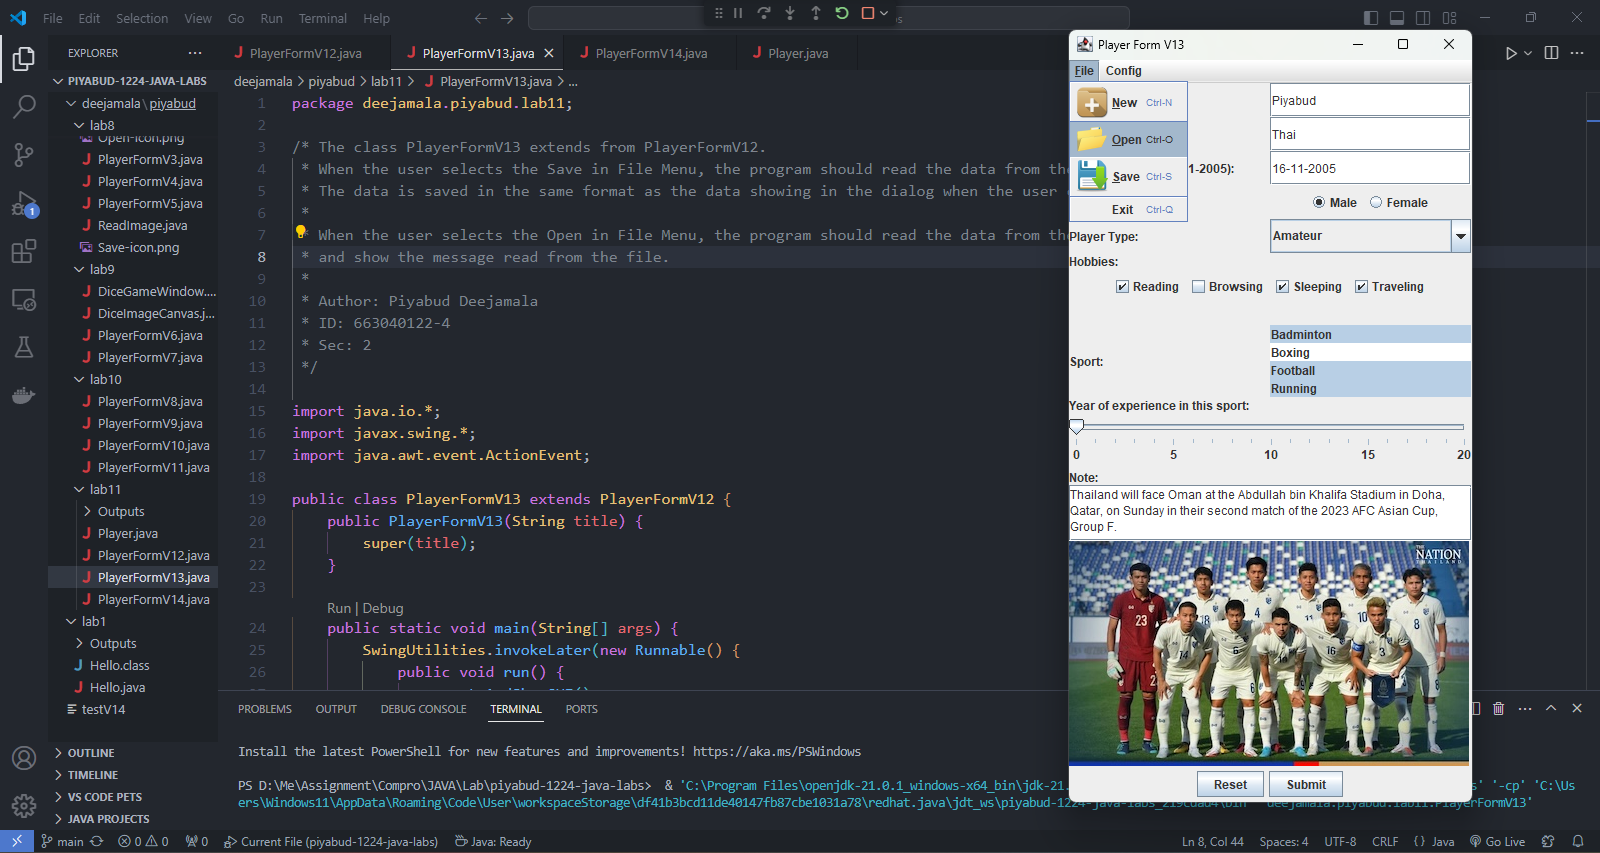 File Edit Selection View Go Run Terminal Help
EXPLORER
PIYABUD-1224-JAVA-LABS
deejamala\piyabud
lab8
Open-icon.png
PlayerFormV3.java
PlayerFormV4.java
PlayerFormV5.java
ReadImage.java
Save-icon.png
lab9
DiceGameWindow....
DiceImageCanvas.j...
PlayerFormV6.java
PlayerFormV7.java
lab10
PlayerFormV8.java
PlayerFormV9.java
PlayerFormV10.java
PlayerFormV11.java
lab11
Outputs
Player.java
PlayerFormV12.java
PlayerFormV13.java
PlayerFormV14.java
lab1
Outputs
Hello.class
Hello.java
testV14
OUTLINE
TIMELINE
VS CODE PETS
JAVA PROJECTS
PlayerFormV12.java PlayerFormV13.java PlayerFormV14.java Player.java
deejamala > piyabud > lab11 > PlayerFormV13.java > ...
1 package deejamala.piyabud.lab11;
2
3 /* The class PlayerFormV13 extends from PlayerFormV12.
4 * When the user selects the Save in File Menu, the program should read the data from the
5 * The data is saved in the same format as the data showing in the dialog when the user
6 *
7 * When the user selects the Open in File Menu, the program should read the data from the
8 * and show the message read from the file.
9 *
10 * Author: Piyabud Deejamala
11 * ID: 663040122-4
12 * Sec: 2
13 */
14
15 import java.io.*;
16 import javax.swing.*;
17 import java.awt.event.ActionEvent;
18
19 public class PlayerFormV13 extends PlayerFormV12 {
20 public PlayerFormV13(String title) {
21 super(title);
22 }
23
Run | Debug
24 public static void main(String[] args) {
25 SwingUtilities.invokeLater(new Runnable() {
26 public void run() {
PROBLEMS OUTPUT DEBUG CONSOLE TERMINAL PORTS
Install the latest PowerShell for new features and improvements! https://aka.ms/PSWindows
PS D:\Me\Assignment\Compro\JAVA\Lab\piyabud-1224-java-labs> & 'C:\Program Files\openjdk-21.0.1_windows-x64_bin\jdk-21. s' '-cp' 'C:\Us
ers\Windows11\AppData\Roaming\Code\User\workspaceStorage\df41b3bcd11de40147fb87cbe1031a78\redhat.java\jdt_ws\piyabud-1224-java-labs_219cdad4\bin' 'deejamala.piyabud.lab11.PlayerFormV13'
1
main 0 0 0 Current File (piyabud-1224-java-labs) Java: Ready
Ln 8, Col 44 Spaces: 4 UTF-8 CRLF {} Java Go Live
Player Form V13
File Config
New Ctrl-N
Open Ctrl-O
Save Ctrl-S
Exit Ctrl-Q
Piyabud
Thai
1-2005): 16-11-2005
Male Female
Player Type: Amateur
Hobbies:
Reading Browsing Sleeping Traveling
Sport:
Badminton
Boxing
Football
Running
Year of experience in this sport:
0 5 10 15 20
Note:
Thailand will face Oman at the Abdullah bin Khalifa Stadium in Doha,
Qatar, on Sunday in their second match of the 2023 AFC Asian Cup,
Group F.
THE
NATION
THAILAND
23 4 8 14 6 10 16 3
Reset Submit